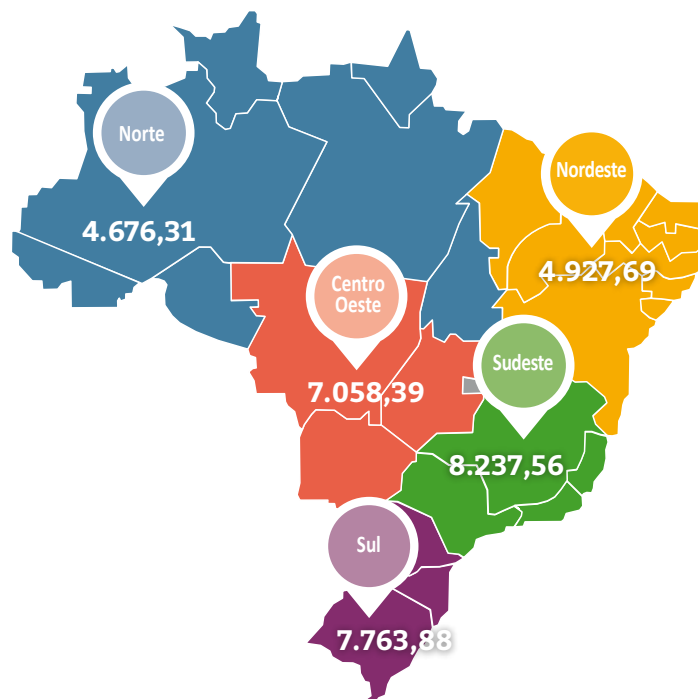 Norte
4.676,31
Nordeste
4.927,69
Centro
Oeste
7.058,39
Sudeste
8.237,56
Sul
7.763,88